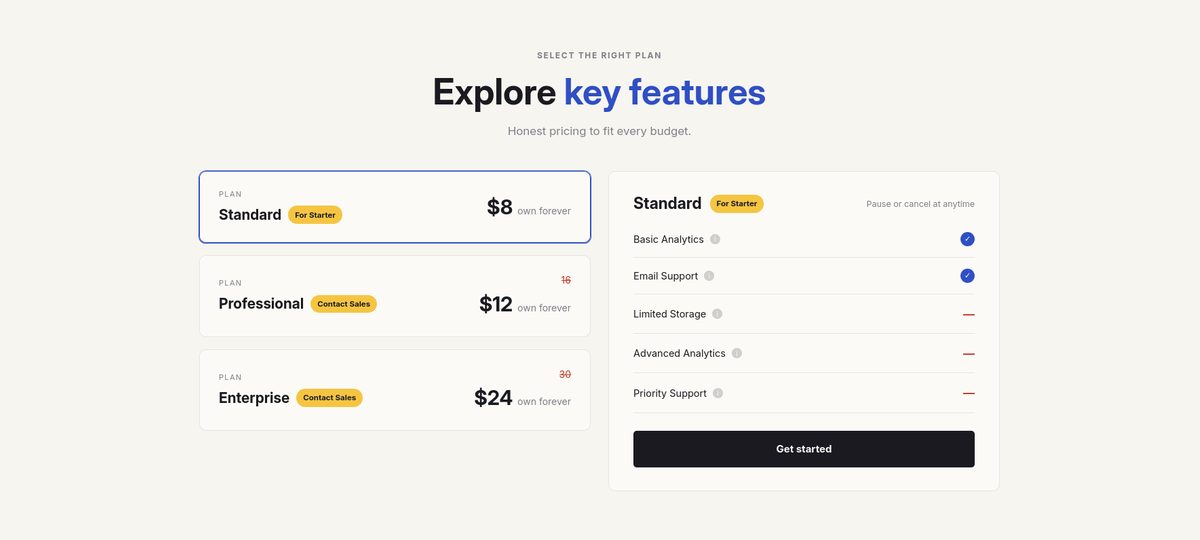 SELECT THE RIGHT PLAN
Explore key features
Honest pricing to fit every budget.
PLAN
Standard For Starter
$8 own forever
PLAN
Professional Contact Sales
16
$12 own forever
PLAN
Enterprise Contact Sales
30
$24 own forever
Standard For Starter
Pause or cancel at anytime
Basic Analytics
Email Support
Limited Storage
Advanced Analytics
Priority Support
Get started